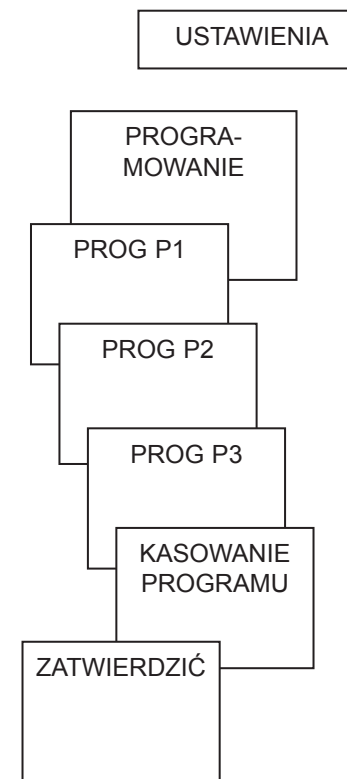 USTAWIENIA
PROGRA-
MOWANIE
PROG P1
PROG P2
PROG P3
KASOWANIE
PROGRAMU
ZATWIERDZIĆ